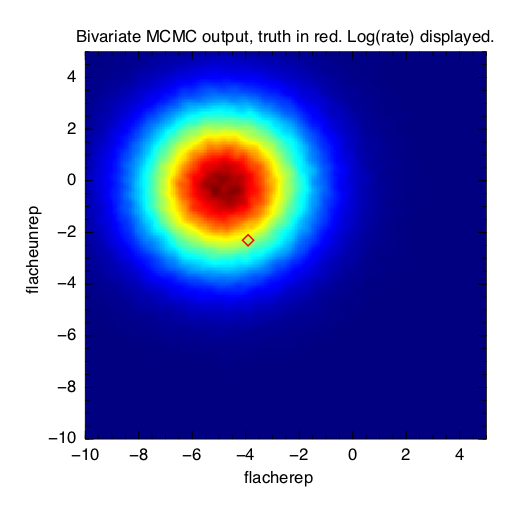 Bivariate MCMC output, truth in red. Log(rate) displayed.
4
2
0
−2
−4
−6
−8
−10
flacheunrep
−10 −8 −6 −4 −2 0 2 4
flacherep